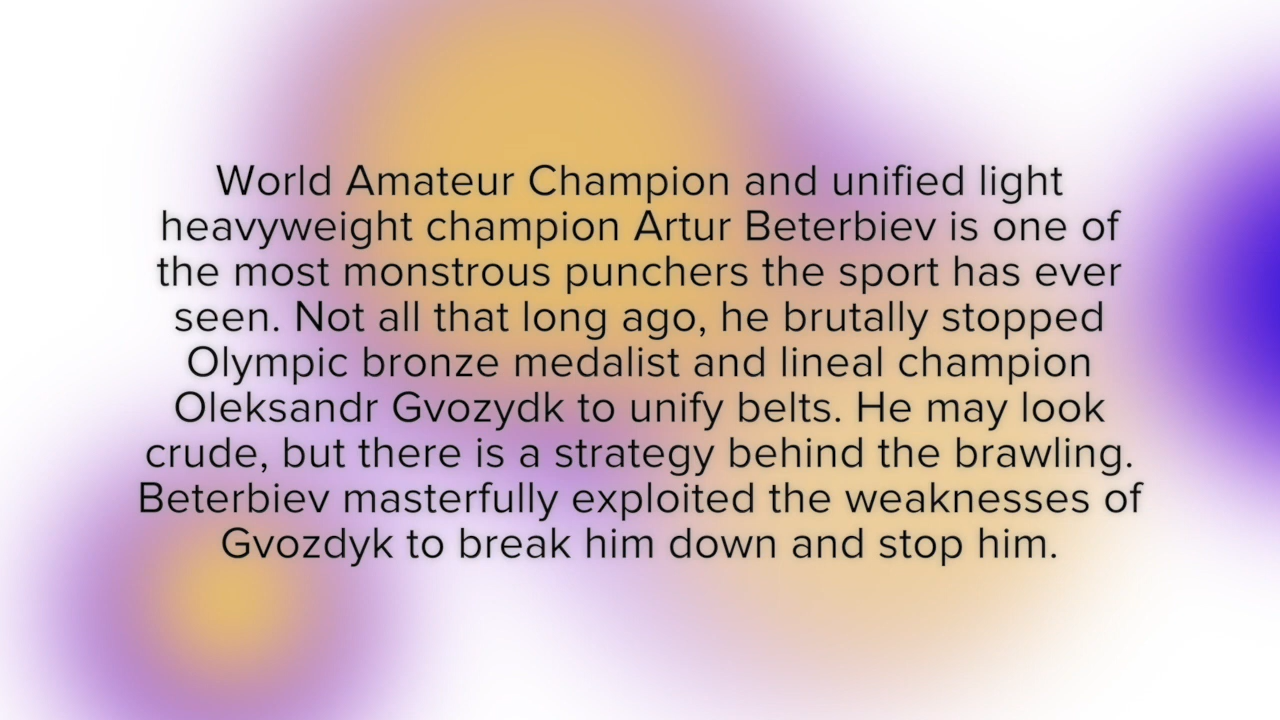 World Amateur Champion and unified light
heavyweight champion Artur Beterbiev is one of
the most monstrous punchers the sport has ever
seen. Not all that long ago, he brutally stopped
Olympic bronze medalist and lineal champion
Oleksandr Gvozydk to unify belts. He may look
crude, but there is a strategy behind the brawling.
Beterbiev masterfully exploited the weaknesses of
Gvozdyk to break him down and stop him.